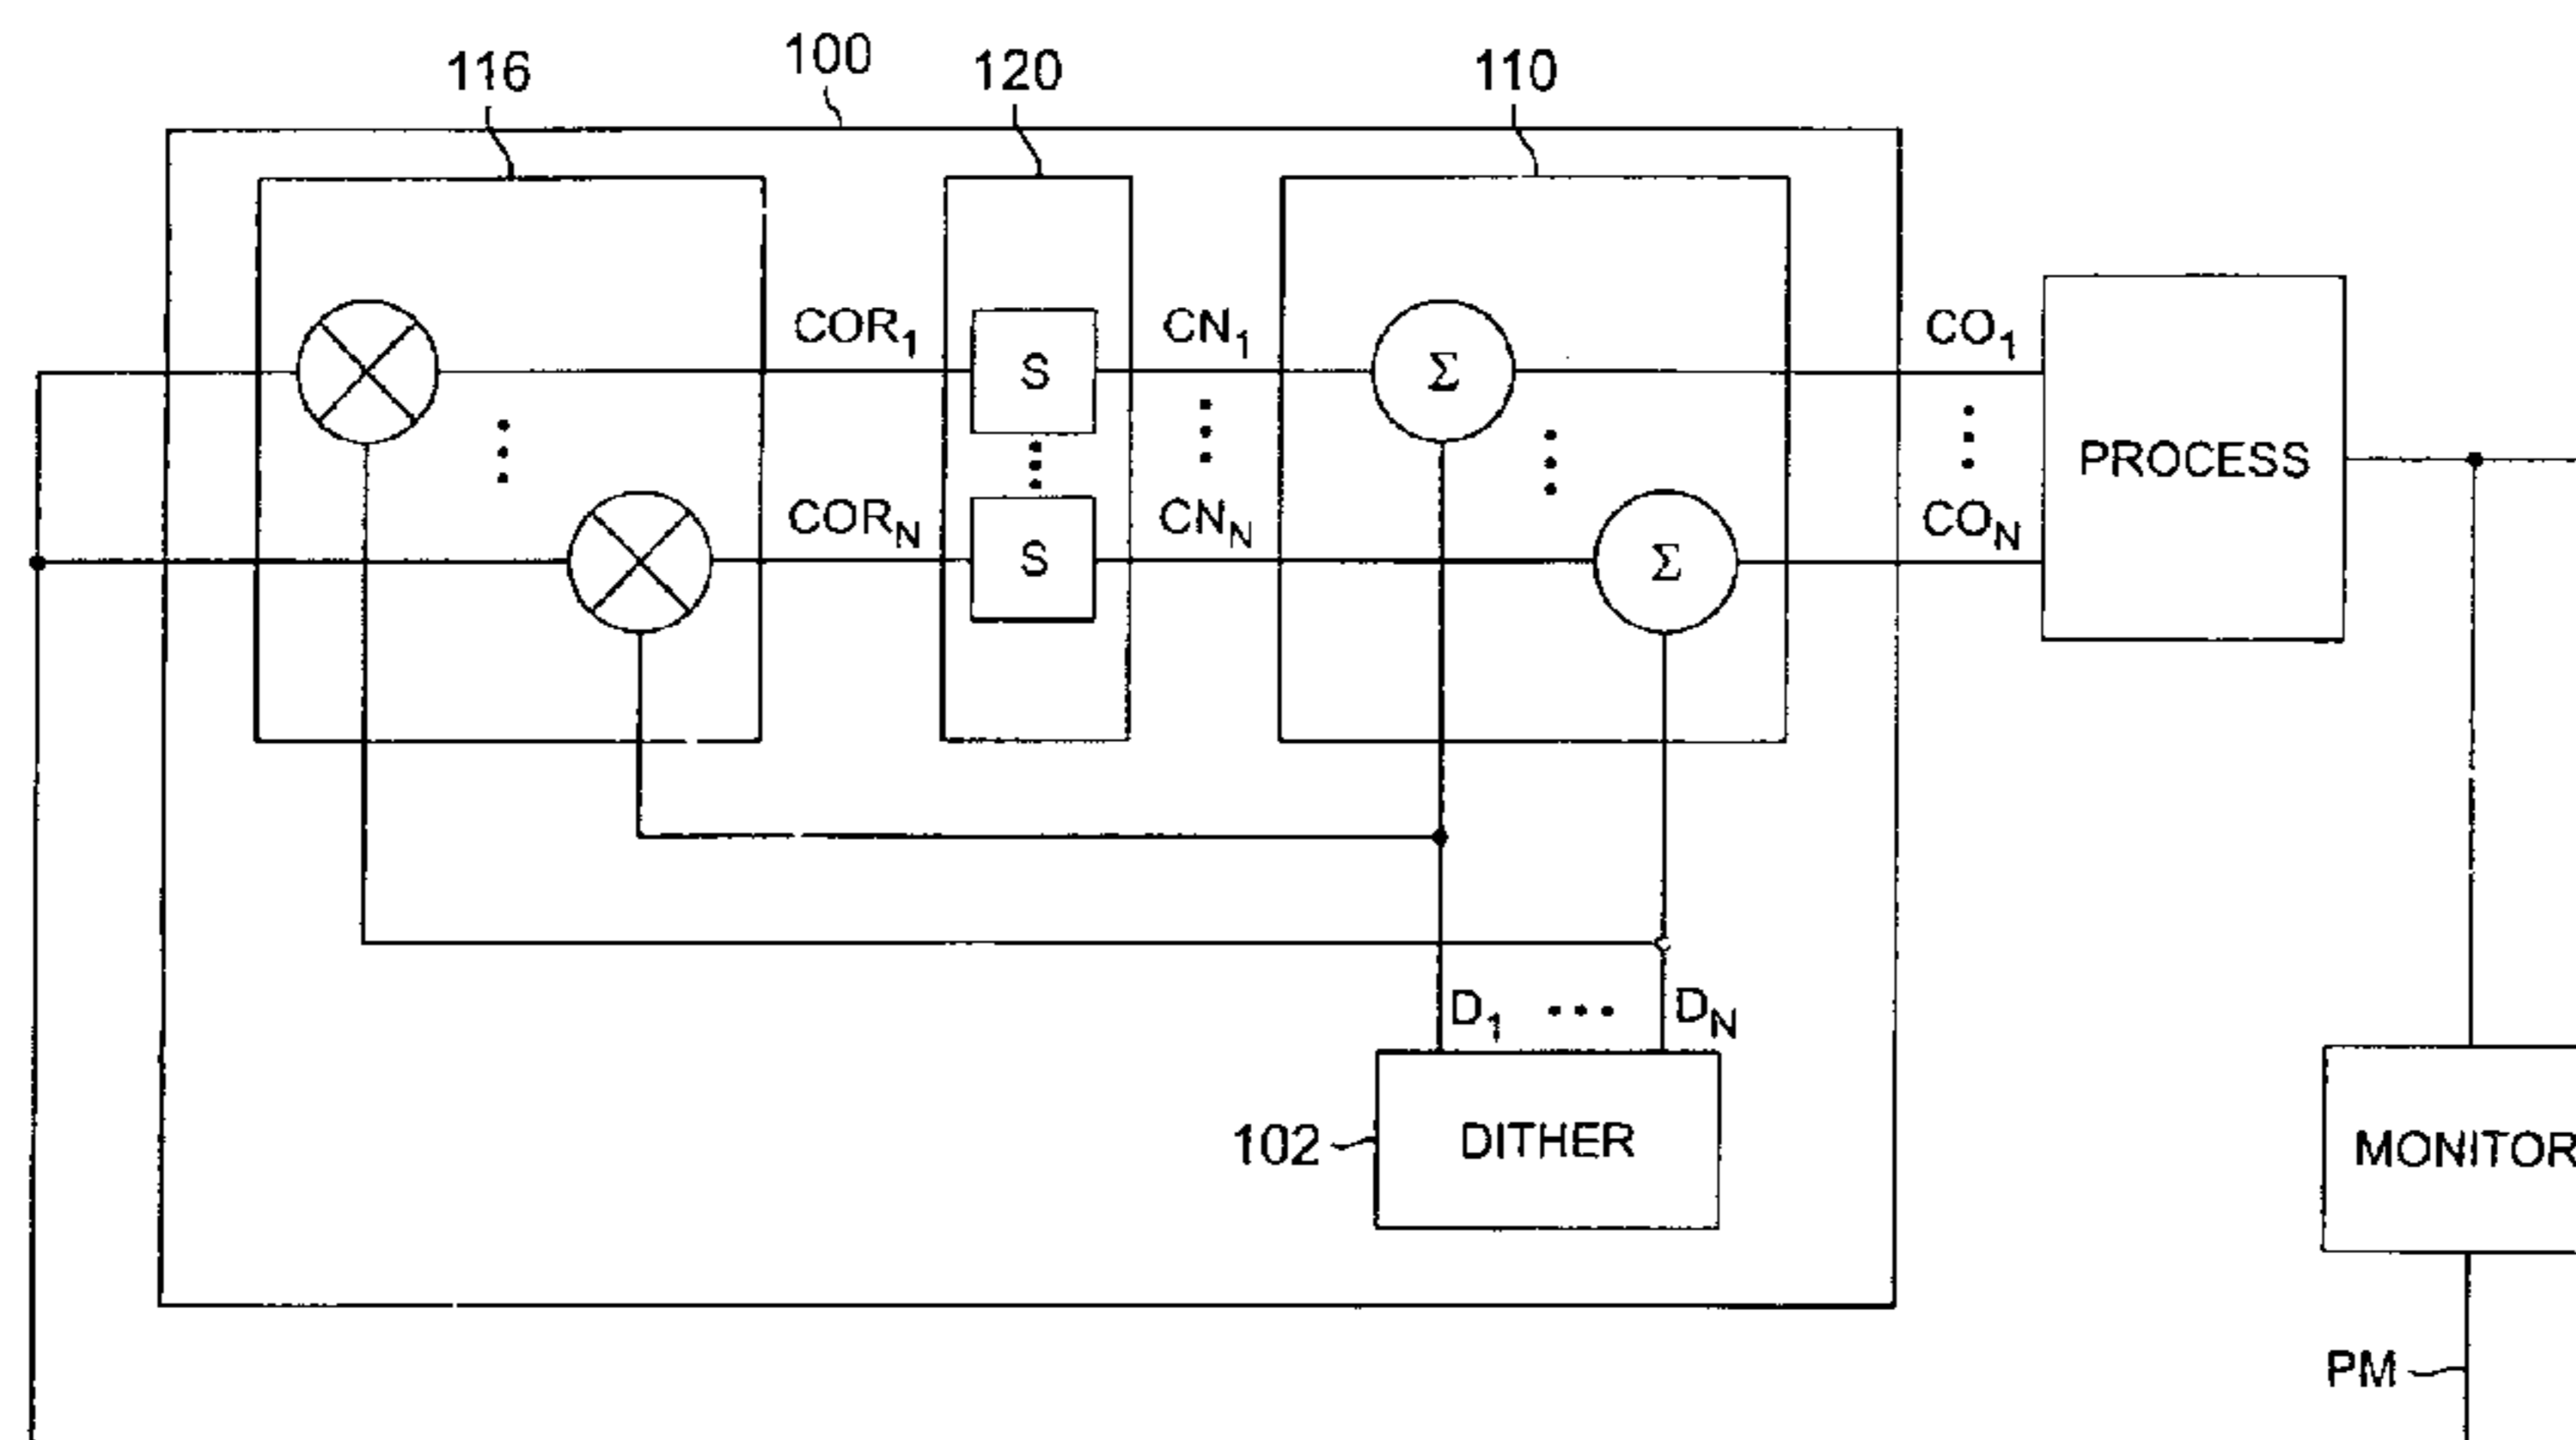 116
100
120
110
COR1
S
CN1
Σ
CO1
PROCESS
CORN
S
CNN
Σ
CON
D1
DN
102
DITHER
MONITOR
PM